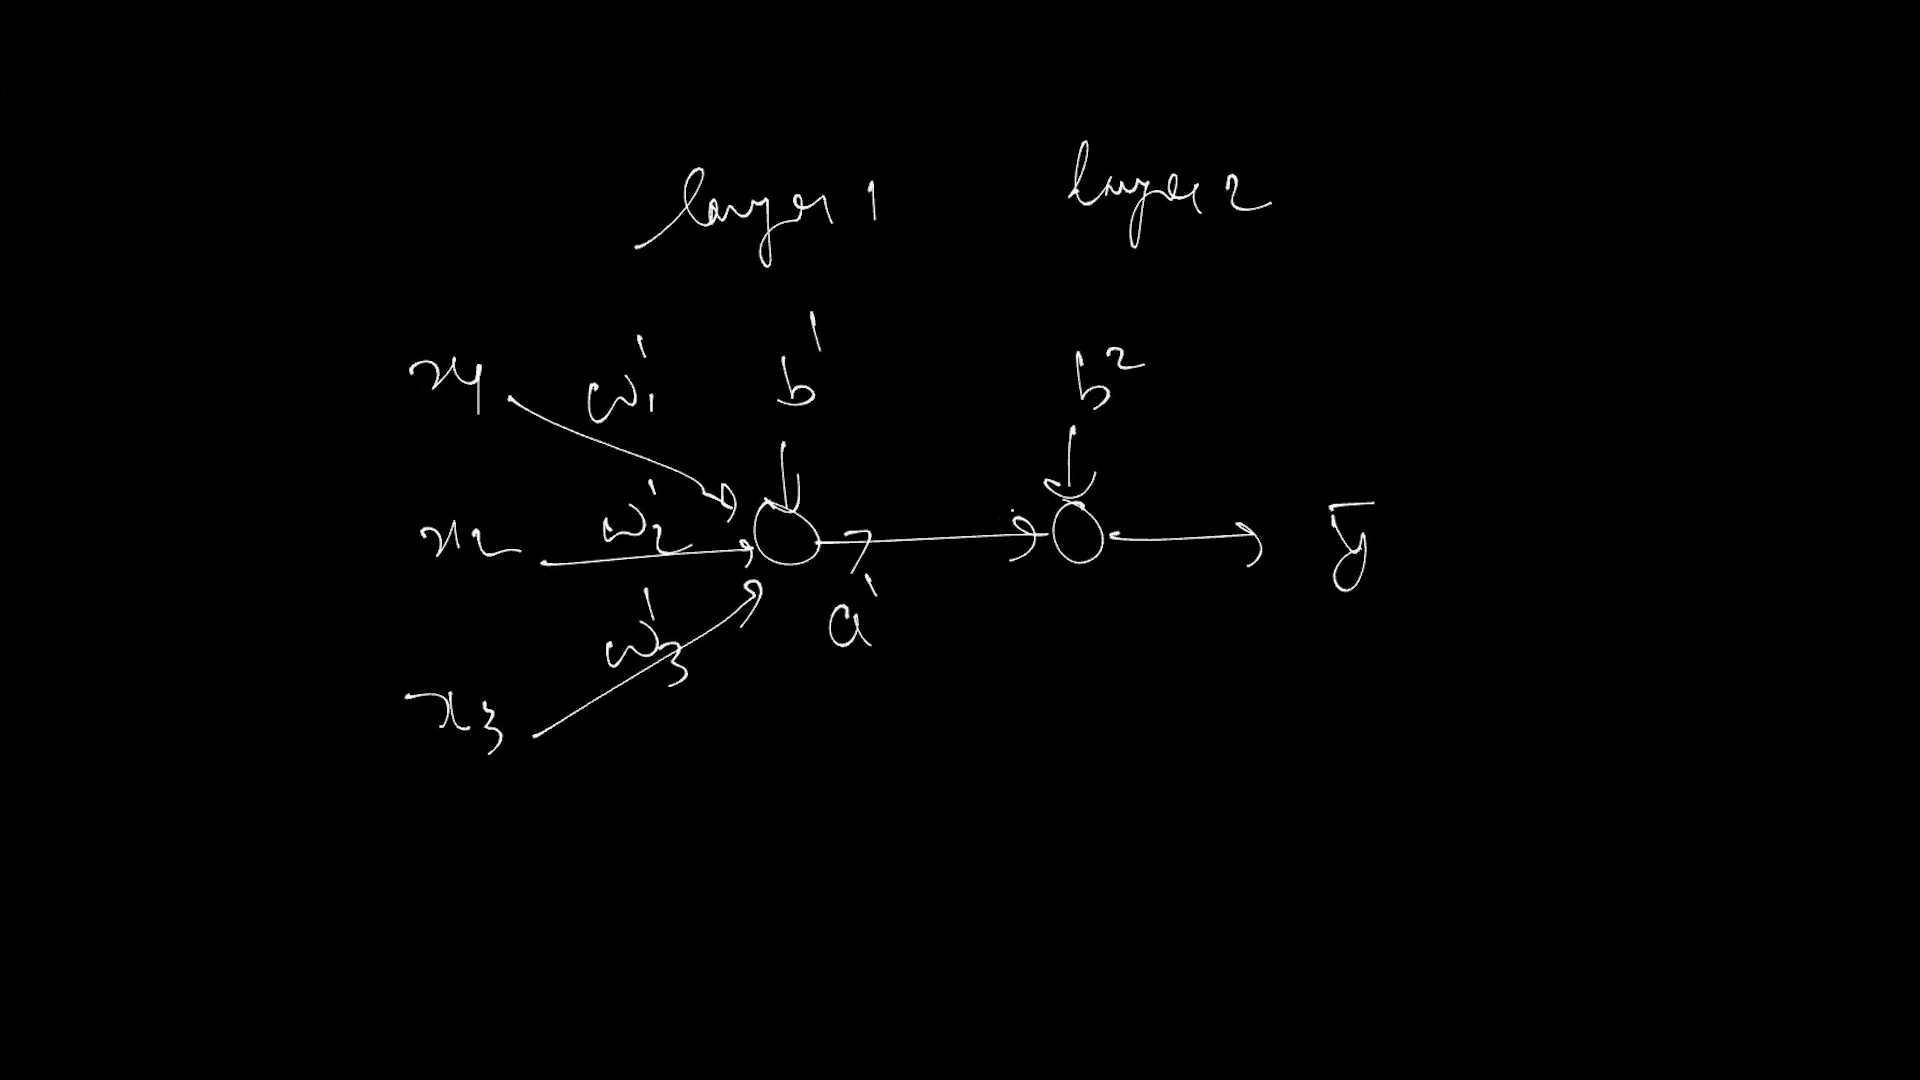 layer 1 layer 2
x1 w₁¹ b¹ b²
x2 w₂¹ ȳ
w₃¹ a¹
x3